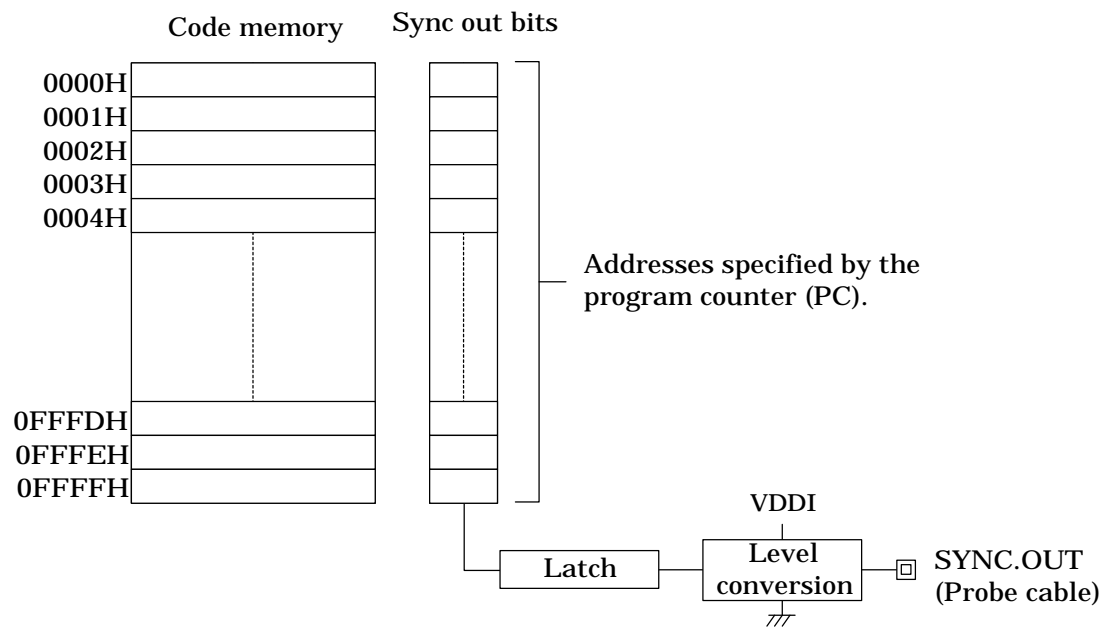 Code memory
Sync out bits
0000H
0001H
0002H
0003H
0004H
Addresses specified by the
program counter (PC).
0FFFDH
0FFFEH
0FFFFH
VDDI
Latch
Level
conversion
SYNC.OUT
(Probe cable)